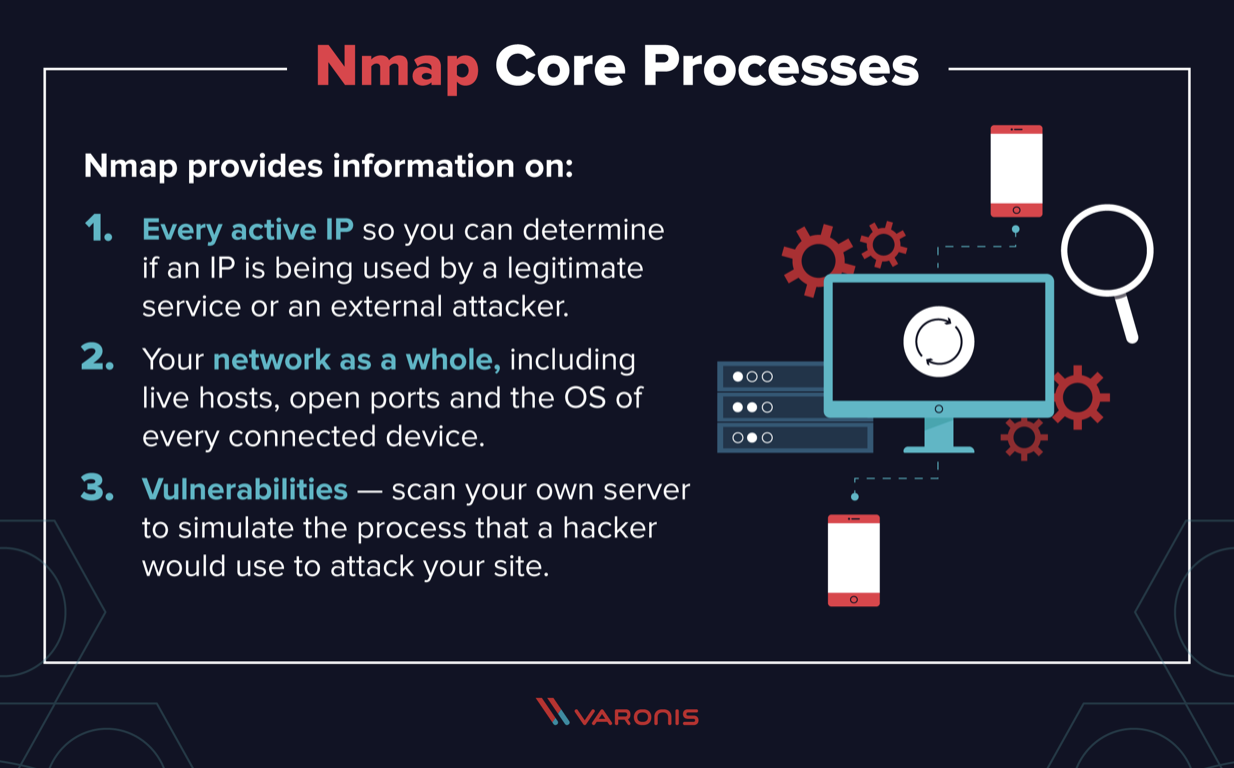 Nmap Core Processes
Nmap provides information on:
1. Every active IP so you can determine
if an IP is being used by a legitimate
service or an external attacker.
2. Your network as a whole, including
live hosts, open ports and the OS of
every connected device.
3. Vulnerabilities — scan your own server
to simulate the process that a hacker
would use to attack your site.
VARONIS